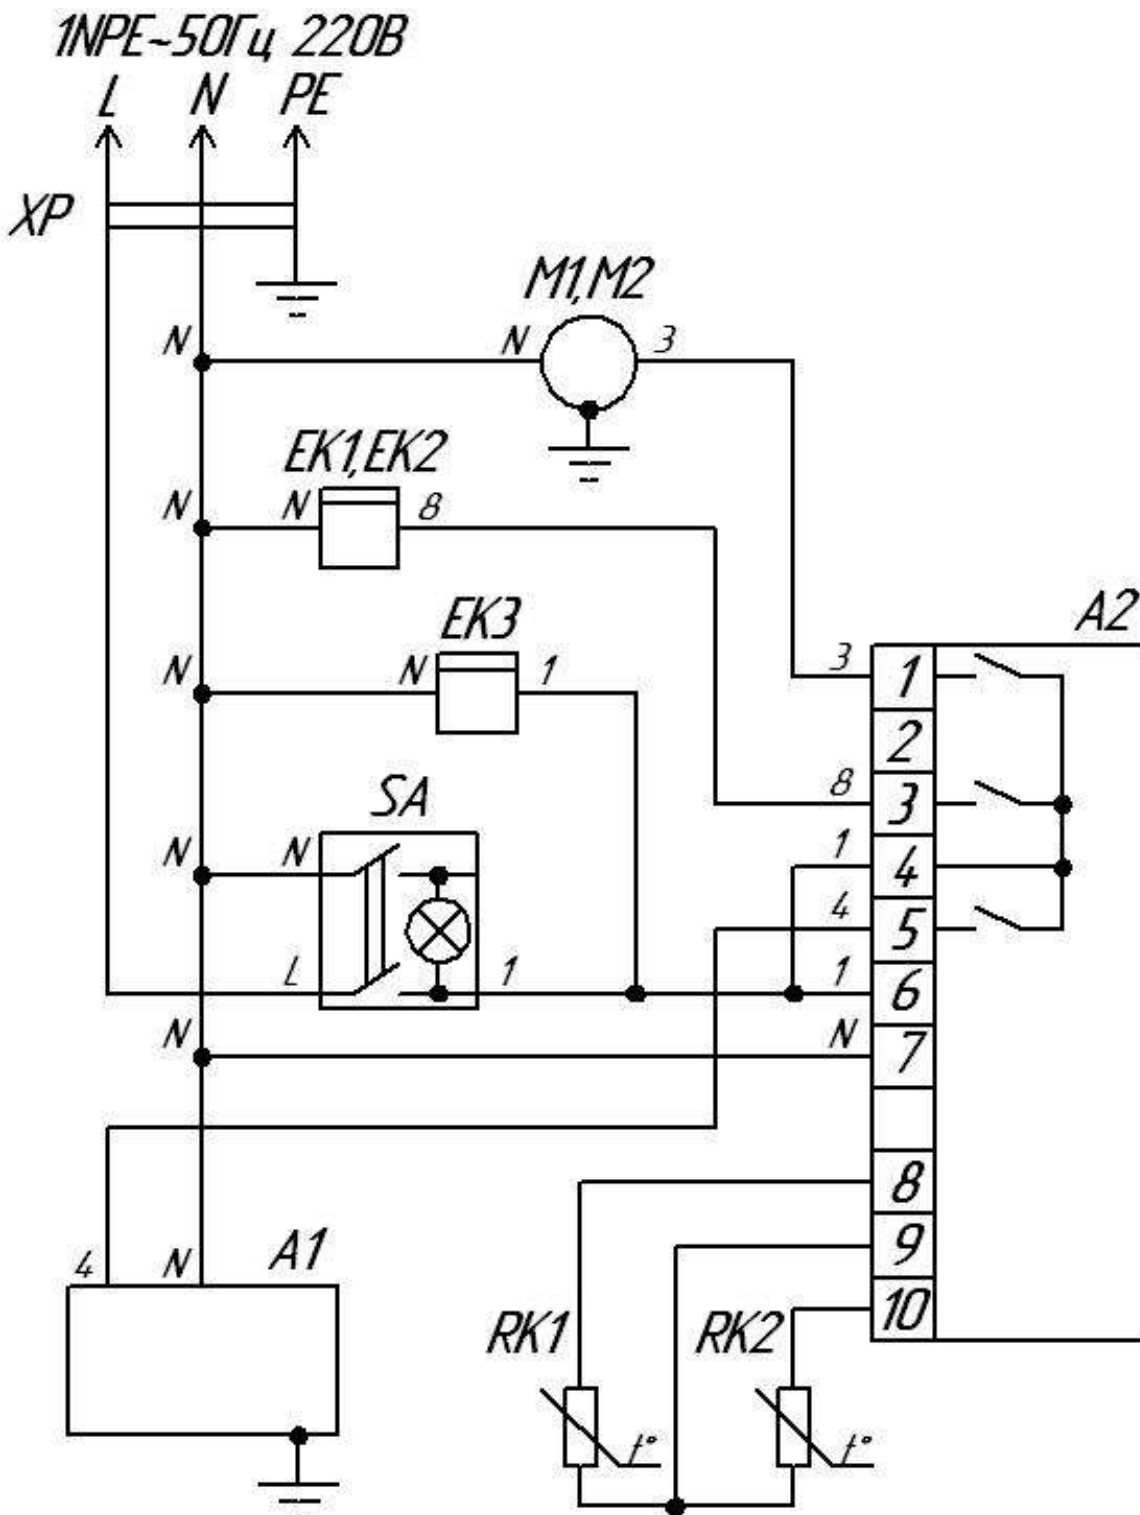 1NPE~50Гц 220В
L N PE
XP
M1,M2
N N 3
EK1,EK2
N N 8
EK3
N N 1
A2
3 1
2
SA
8 3
N N
1 4
4 5
L 1 1 6
N N 7
8
4 N A1
9
10
RK1 RK2
t° t°